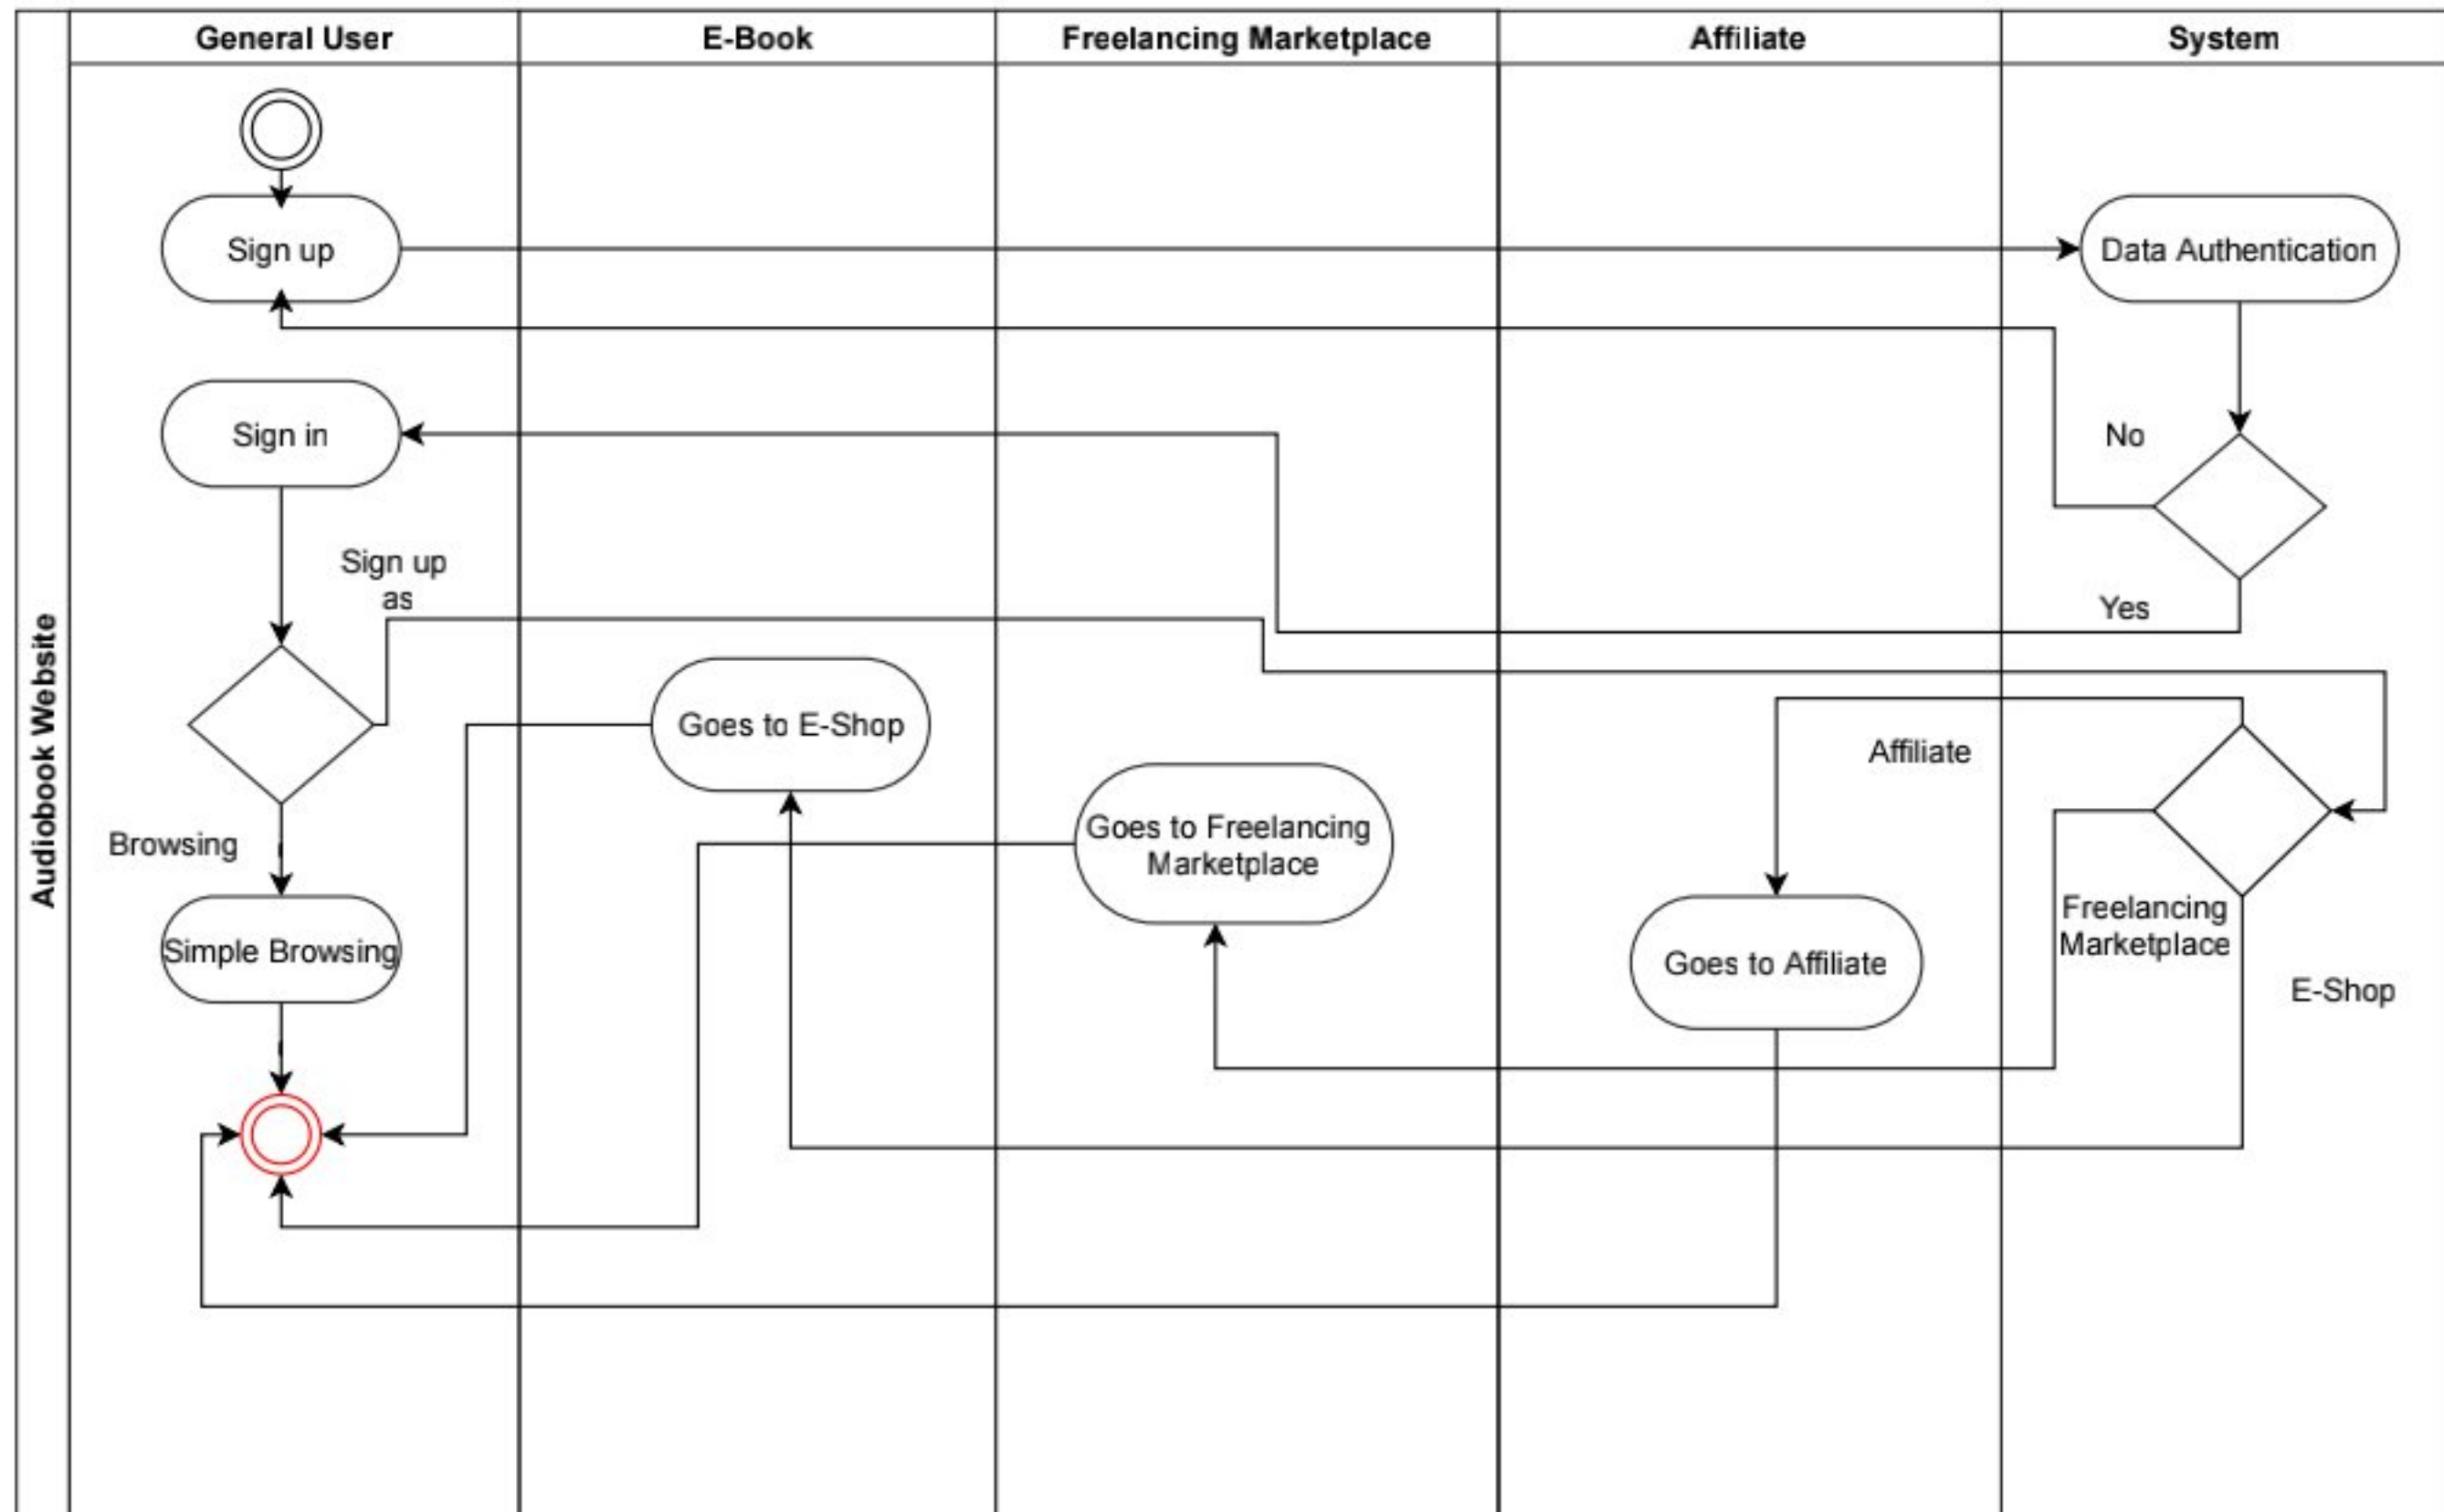 General User
E-Book
Freelancing Marketplace
Affiliate
System
Audiobook Website
Sign up
Data Authentication
Sign in
No
Sign up
as
Yes
Goes to E-Shop
Affiliate
Browsing
Goes to Freelancing
Marketplace
Simple Browsing
Goes to Affiliate
Freelancing
Marketplace
E-Shop